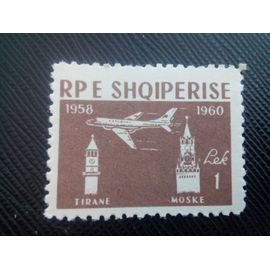 RP E SHQIPERISE
1958 1960
Lek
1
TIRANE MOSKE